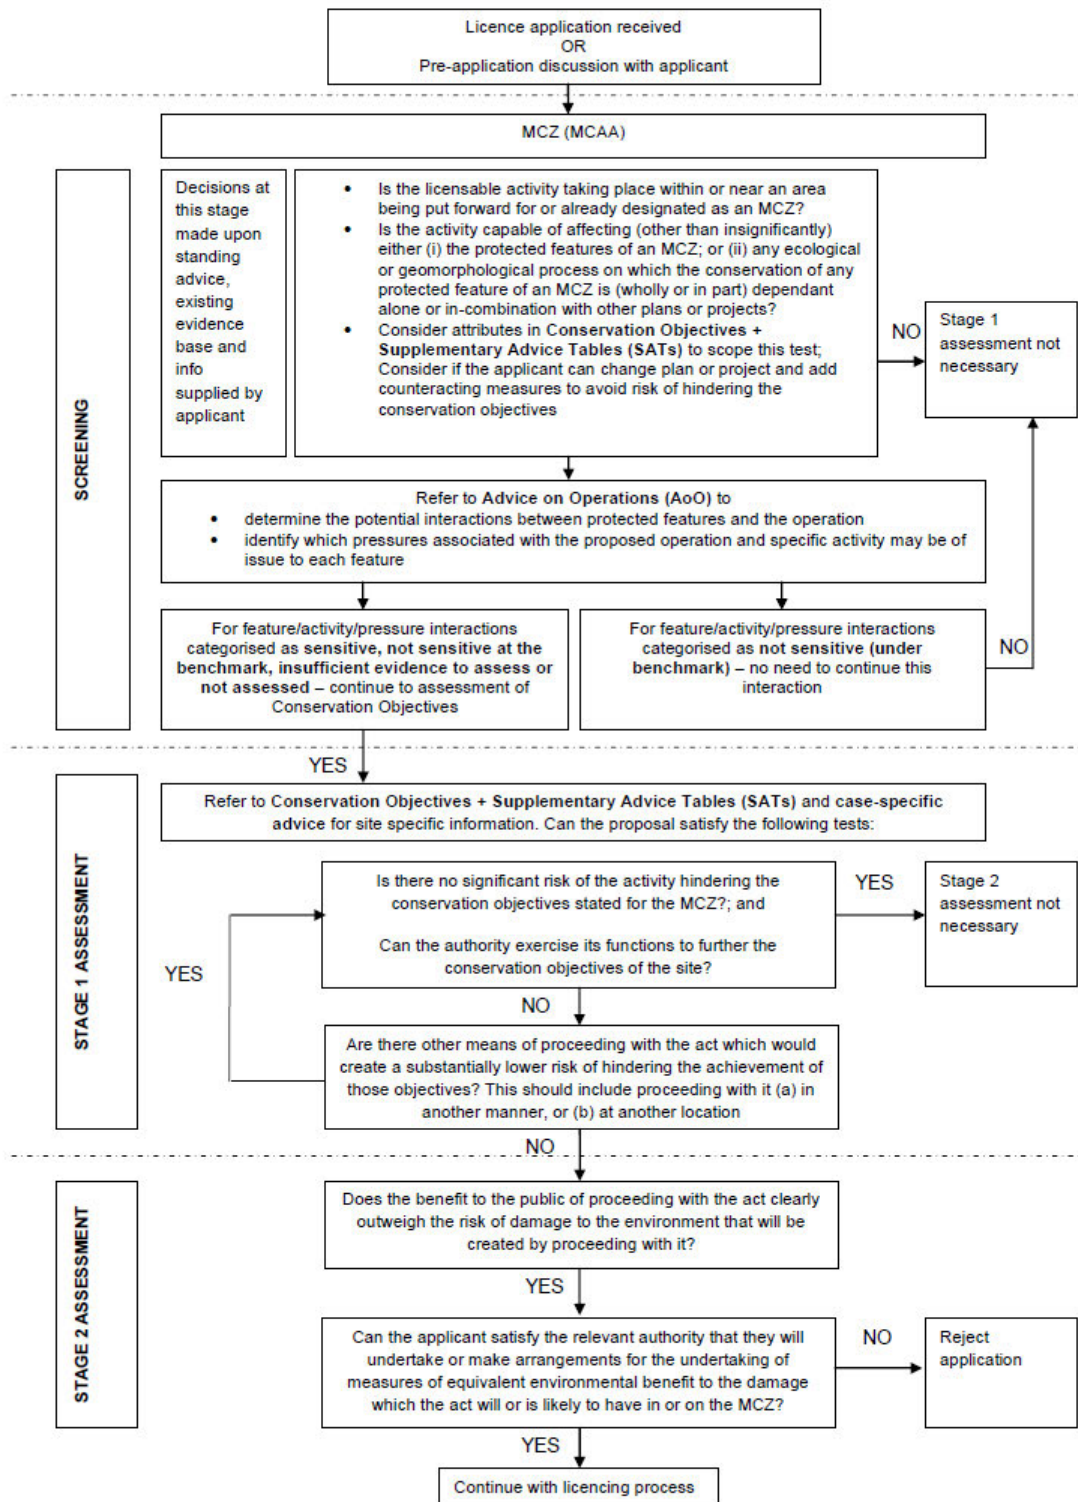 Licence application received
OR
Pre-application discussion with applicant
MCZ (MCAA)
SCREENING
Decisions at
this stage
made upon
standing
advice,
existing
evidence
base and
info
supplied by
applicant
• Is the licensable activity taking place within or near an area
being put forward for or already designated as an MCZ?
• Is the activity capable of affecting (other than insignificantly)
either (i) the protected features of an MCZ; or (ii) any ecological
or geomorphological process on which the conservation of any
protected feature of an MCZ is (wholly or in part) dependant
alone or in-combination with other plans or projects?
• Consider attributes in Conservation Objectives +
Supplementary Advice Tables (SATs) to scope this test;
Consider if the applicant can change plan or project and add
counteracting measures to avoid risk of hindering the
conservation objectives
NO
Stage 1
assessment not
necessary
Refer to Advice on Operations (AoO) to
• determine the potential interactions between protected features and the operation
• identify which pressures associated with the proposed operation and specific activity may be of
issue to each feature
For feature/activity/pressure interactions
categorised as sensitive, not sensitive at the
benchmark, insufficient evidence to assess or
not assessed – continue to assessment of
Conservation Objectives
For feature/activity/pressure interactions
categorised as not sensitive (under
benchmark) – no need to continue this
interaction
NO
YES
STAGE 1 ASSESSMENT
Refer to Conservation Objectives + Supplementary Advice Tables (SATs) and case-specific
advice for site specific information. Can the proposal satisfy the following tests:
Is there no significant risk of the activity hindering the
conservation objectives stated for the MCZ?; and
Can the authority exercise its functions to further the
conservation objectives of the site?
YES
Stage 2
assessment not
necessary
YES
NO
Are there other means of proceeding with the act which would
create a substantially lower risk of hindering the achievement of
those objectives? This should include proceeding with it (a) in
another manner, or (b) at another location
NO
STAGE 2 ASSESSMENT
Does the benefit to the public of proceeding with the act clearly
outweigh the risk of damage to the environment that will be
created by proceeding with it?
YES
Can the applicant satisfy the relevant authority that they will
undertake or make arrangements for the undertaking of
measures of equivalent environmental benefit to the damage
which the act will or is likely to have in or on the MCZ?
NO
Reject
application
YES
Continue with licencing process